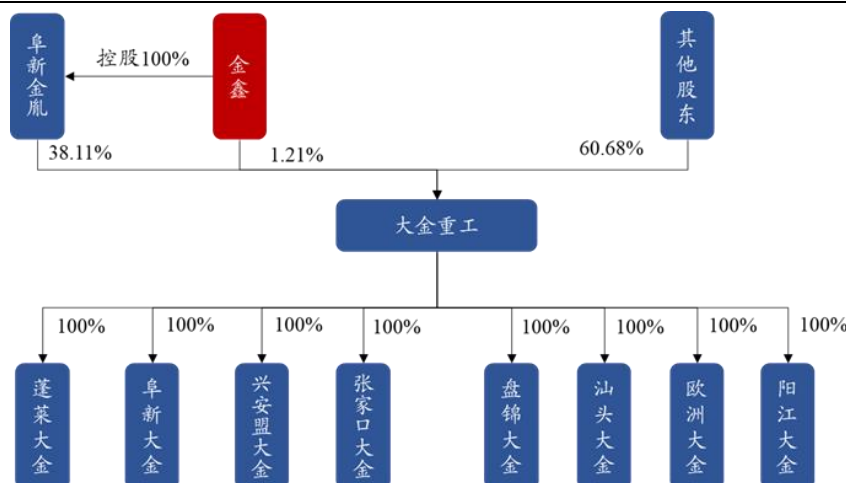 阜新金胤
控股100%
金鑫
其他股东
38.11%
1.21%
60.68%
大金重工
100%
100%
100%
100%
100%
100%
100%
100%
蓬莱大金
阜新大金
兴安盟大金
张家口大金
盘锦大金
汕头大金
欧洲大金
阳江大金